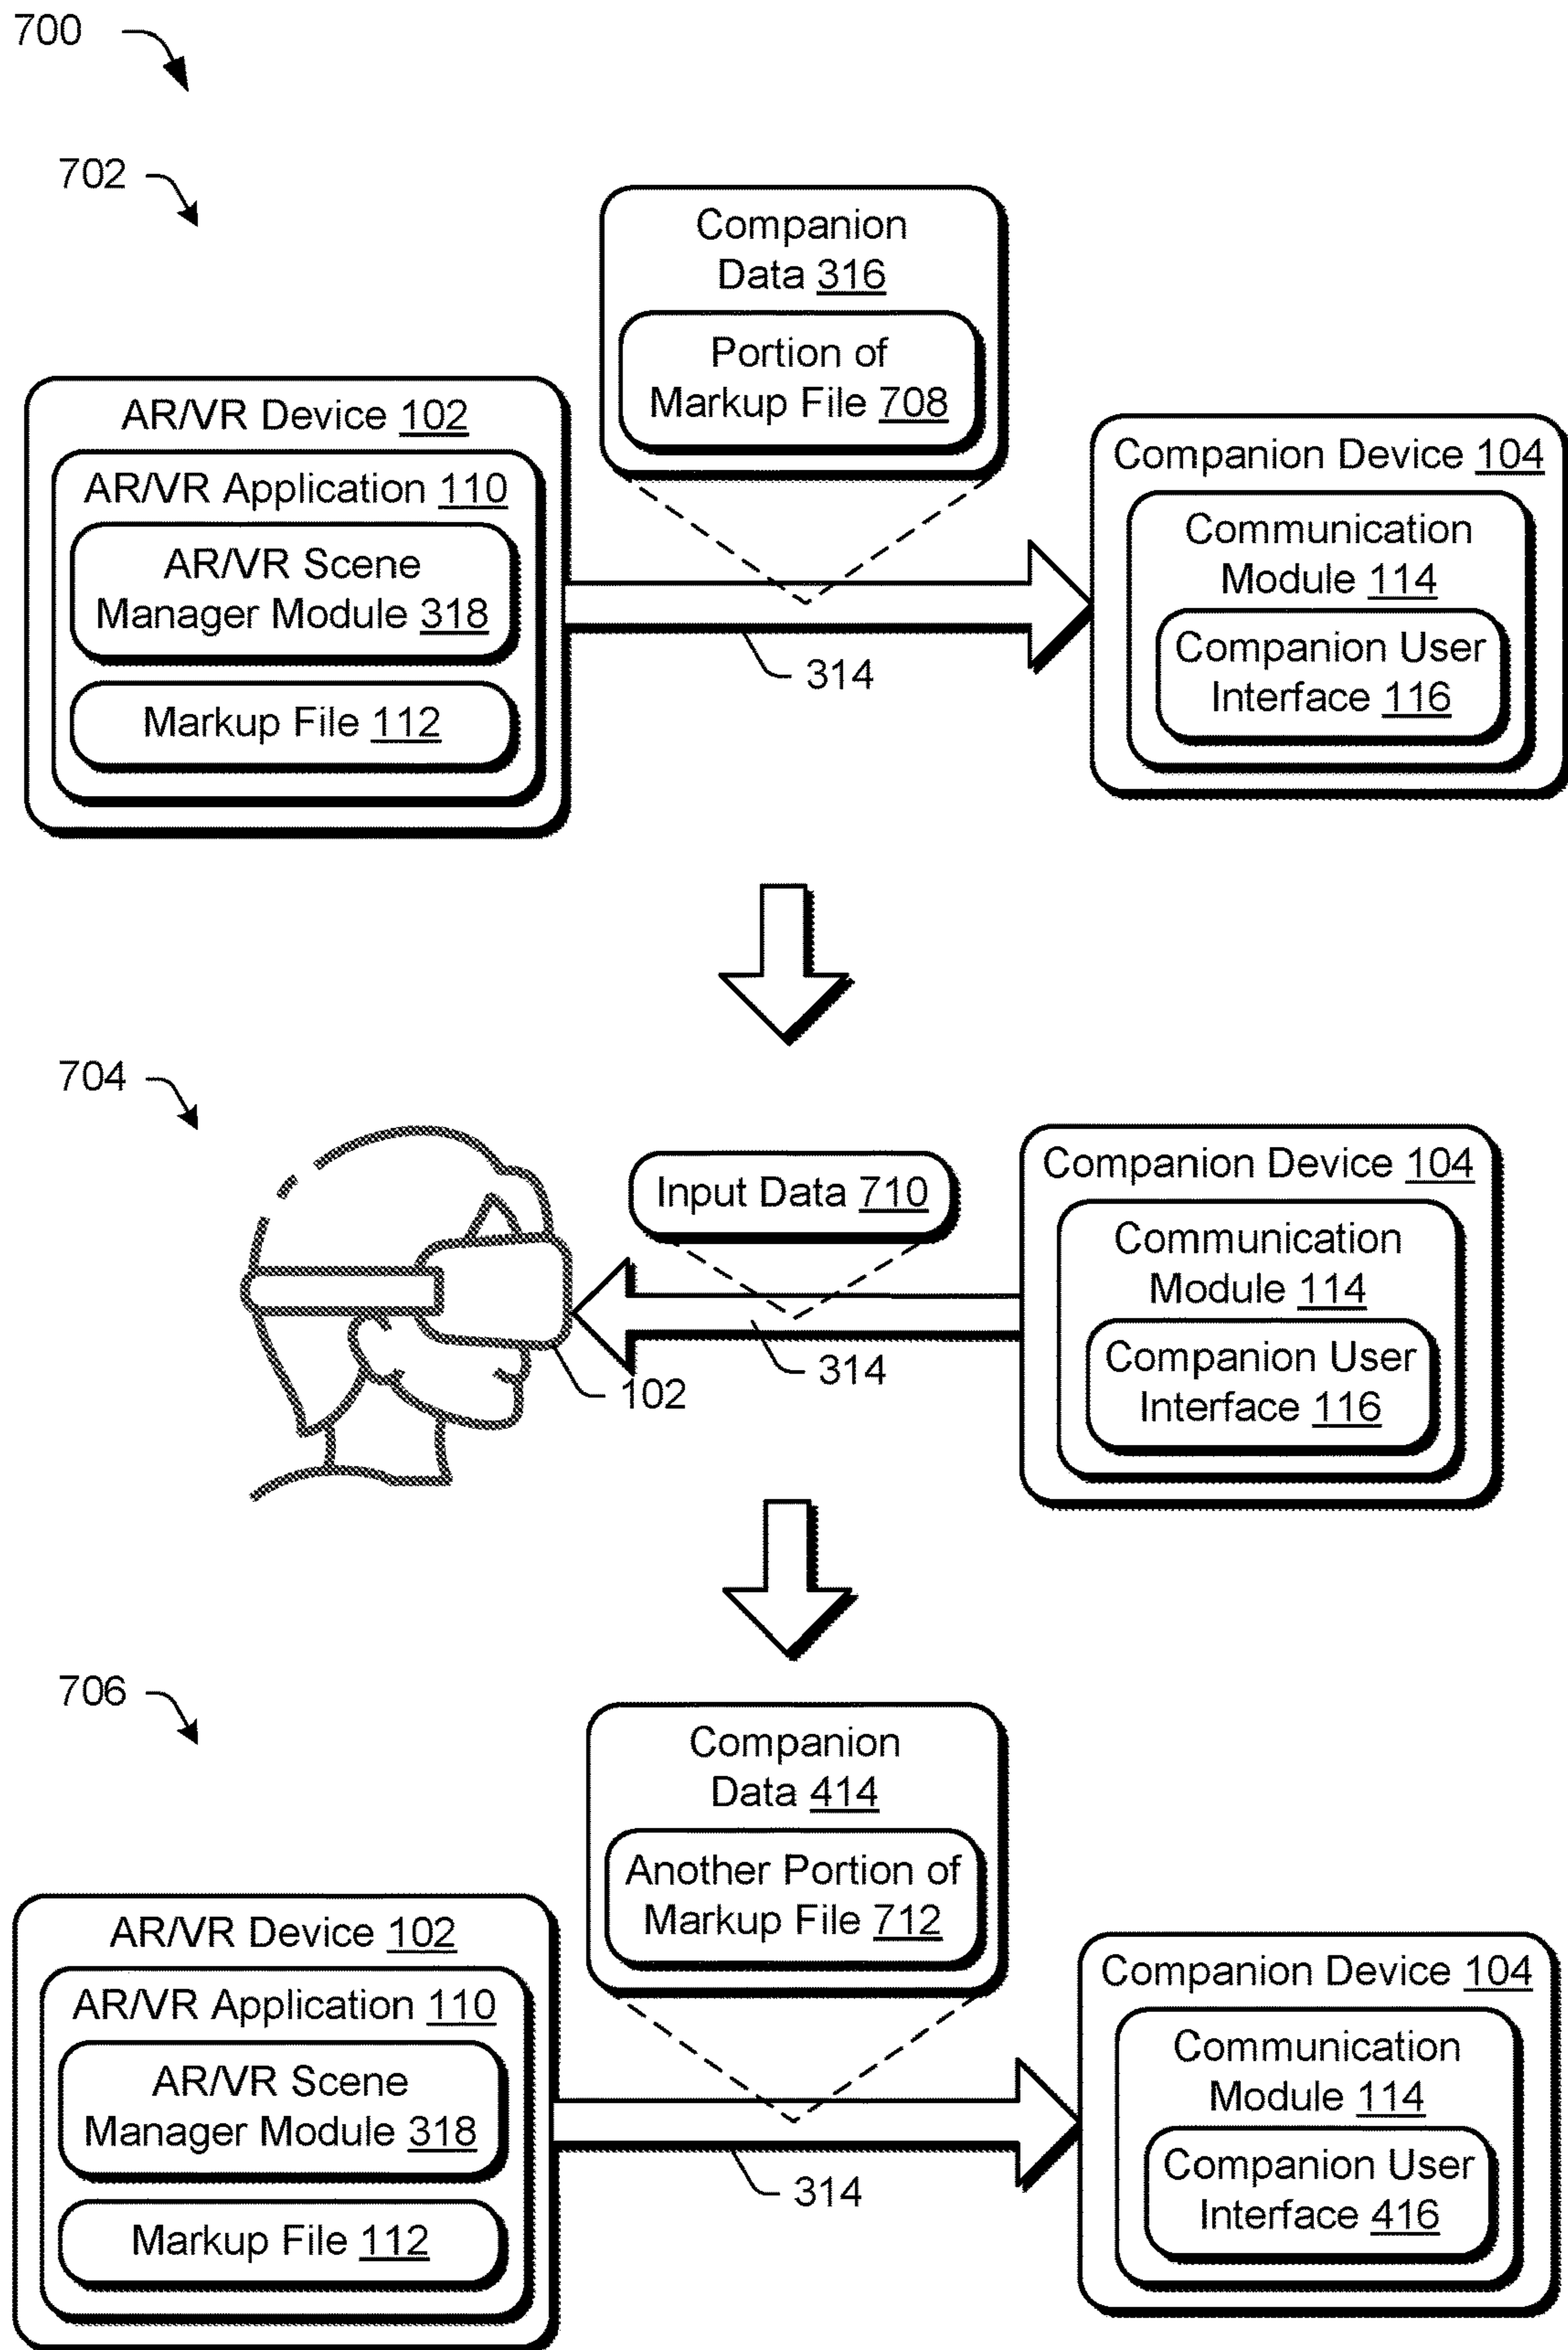 700
702
Companion
Data 316
Portion of
Markup File 708
AR/VR Device 102
AR/VR Application 110
AR/VR Scene
Manager Module 318
Markup File 112
314
Companion Device 104
Communication
Module 114
Companion User
Interface 116
704
Input Data 710
102
314
Companion Device 104
Communication
Module 114
Companion User
Interface 116
706
Companion
Data 414
Another Portion of
Markup File 712
AR/VR Device 102
AR/VR Application 110
AR/VR Scene
Manager Module 318
Markup File 112
314
Companion Device 104
Communication
Module 114
Companion User
Interface 416